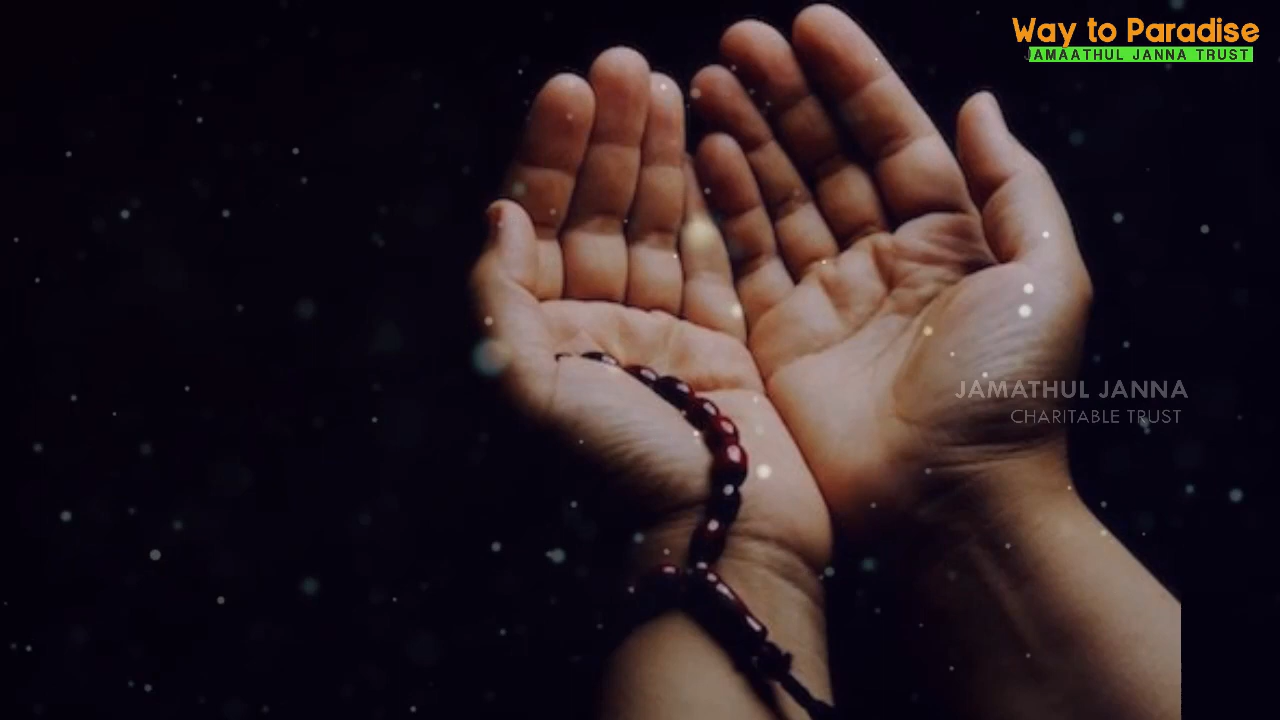 Way to Paradise
JAMAATHUL JANNA TRUST
JAMATHUL JANNA
CHARITABLE TRUST